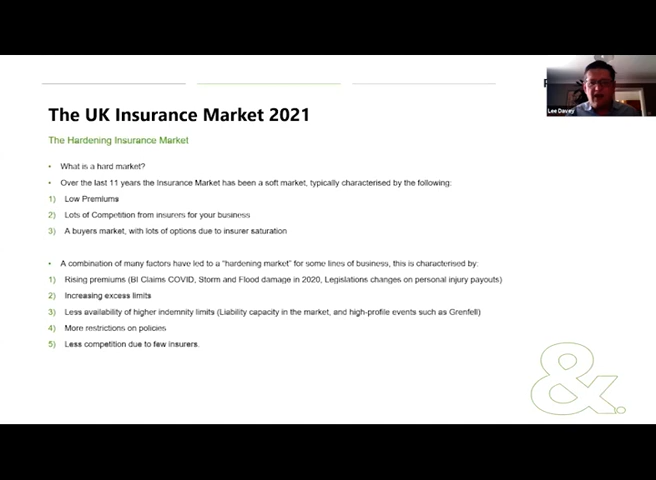 The UK Insurance Market 2021
Lee Davey
The Hardening Insurance Market
• What is a hard market?
• Over the last 11 years the Insurance Market has been a soft market, typically characterised by the following:
1) Low Premiums
2) Lots of Competition from insurers for your business
3) A buyers market, with lots of options due to insurer saturation
• A combination of many factors have led to a "hardening market" for some lines of business, this is characterised by:
1) Rising premiums (BI Claims COVID, Storm and Flood damage in 2020, Legislations changes on personal injury payouts)
2) Increasing excess limits
3) Less availability of higher indemnity limits (Liability capacity in the market, and high-profile events such as Grenfell)
4) More restrictions on policies
5) Less competition due to few insurers.
&.